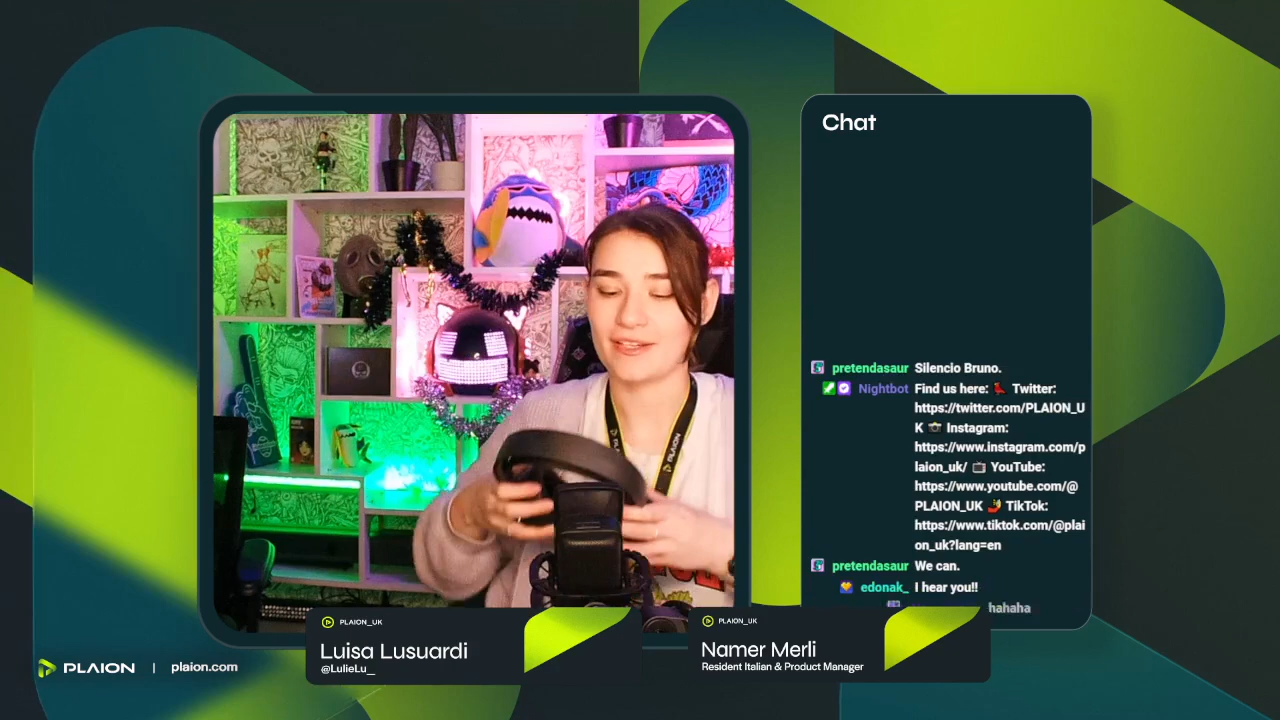 Chat
pretendasaur Silencio Bruno.
Nightbot Find us here: Twitter:
https://twitter.com/PLAION_U
K Instagram:
https://www.instagram.com/p
laion_uk/ YouTube:
https://www.youtube.com/@
PLAION_UK TikTok:
https://www.tiktok.com/@plai
on_uk?lang=en
pretendasaur We can.
edonak_ I hear you!!
hahaha
PLAION
PLAION_UK
Luisa Lusuardi
@LulieLu__
PLAION_UK
Namer Merli
Resident Italian & Product Manager
PLAION | plaion.com